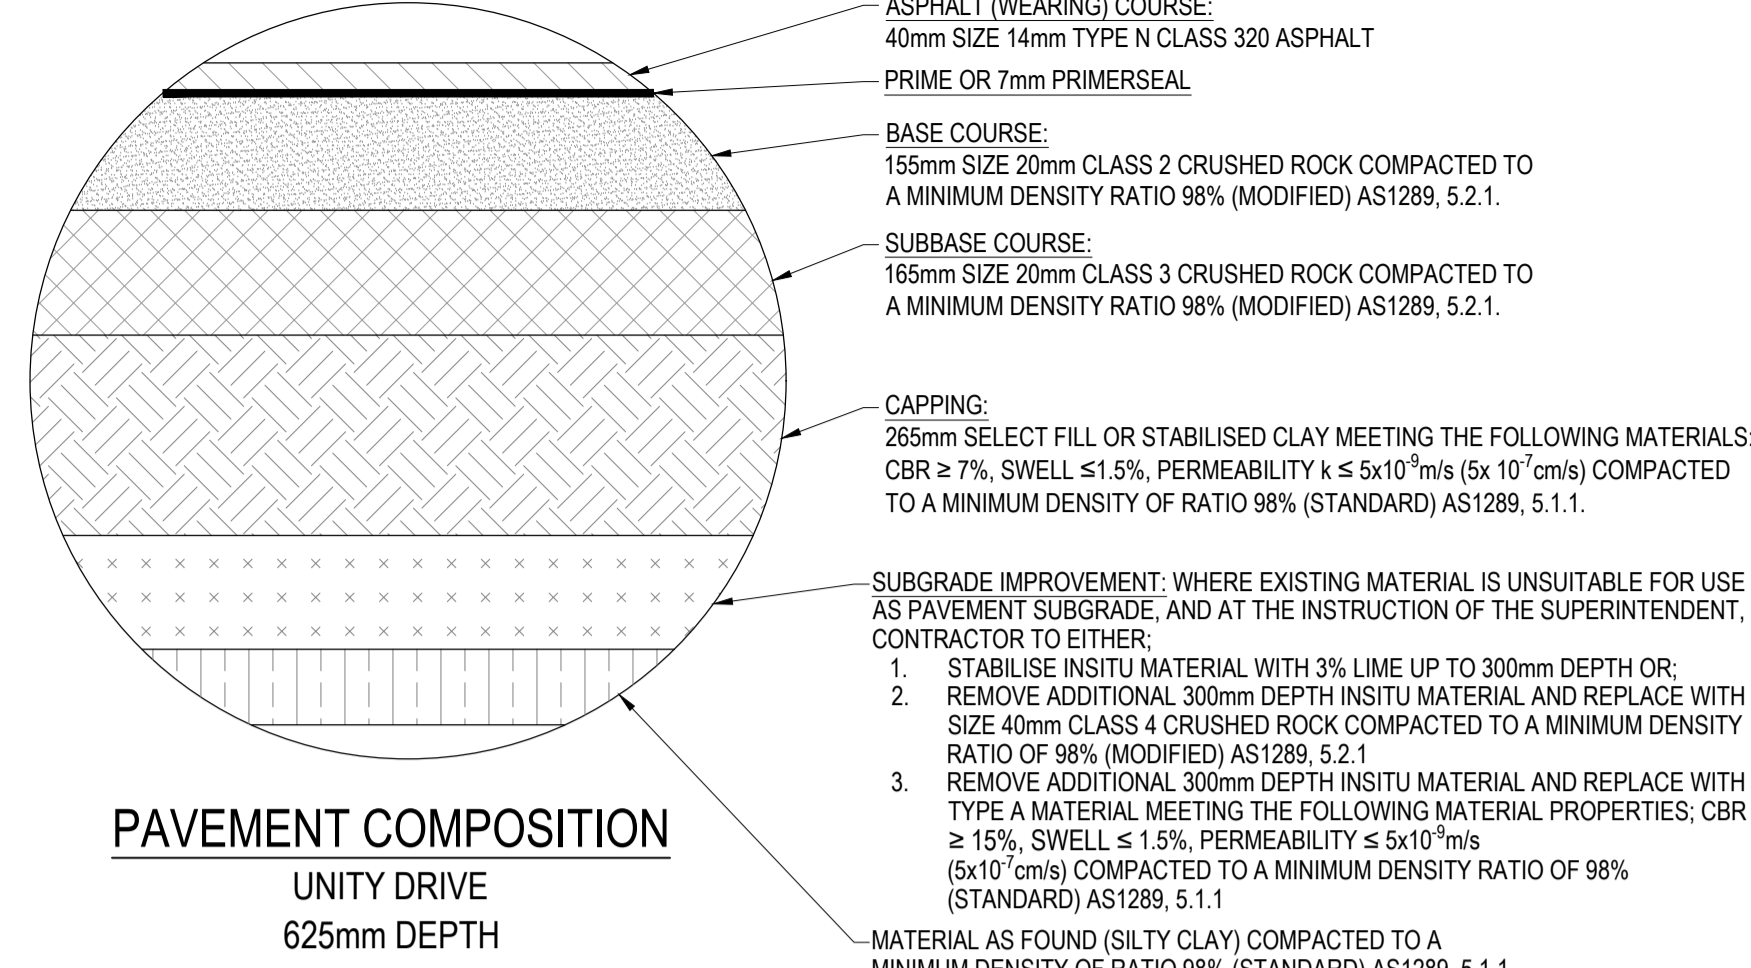 ASPHALT (WEARING) COURSE:
40mm SIZE 14mm TYPE N CLASS 320 ASPHALT
PRIME OR 7mm PRIMERSEAL
BASE COURSE:
155mm SIZE 20mm CLASS 2 CRUSHED ROCK COMPACTED TO
A MINIMUM DENSITY RATIO 98% (MODIFIED) AS1289, 5.2.1.
SUBBASE COURSE:
165mm SIZE 20mm CLASS 3 CRUSHED ROCK COMPACTED TO
A MINIMUM DENSITY RATIO 98% (MODIFIED) AS1289, 5.2.1.
CAPPING:
265mm SELECT FILL OR STABILISED CLAY MEETING THE FOLLOWING MATERIALS:
CBR ≥ 7%, SWELL ≤1.5%, PERMEABILITY k ≤ 5x10⁻⁹m/s (5x 10⁻⁷cm/s) COMPACTED
TO A MINIMUM DENSITY OF RATIO 98% (STANDARD) AS1289, 5.1.1.
SUBGRADE IMPROVEMENT: WHERE EXISTING MATERIAL IS UNSUITABLE FOR USE
AS PAVEMENT SUBGRADE, AND AT THE INSTRUCTION OF THE SUPERINTENDENT,
CONTRACTOR TO EITHER;
1. STABILISE INSITU MATERIAL WITH 3% LIME UP TO 300mm DEPTH OR;
2. REMOVE ADDITIONAL 300mm DEPTH INSITU MATERIAL AND REPLACE WITH
SIZE 40mm CLASS 4 CRUSHED ROCK COMPACTED TO A MINIMUM DENSITY
RATIO OF 98% (MODIFIED) AS1289, 5.2.1
3. REMOVE ADDITIONAL 300mm DEPTH INSITU MATERIAL AND REPLACE WITH
TYPE A MATERIAL MEETING THE FOLLOWING MATERIAL PROPERTIES; CBR
≥ 15%, SWELL ≤ 1.5%, PERMEABILITY ≤ 5x10⁻⁹m/s
(5x10⁻⁷cm/s) COMPACTED TO A MINIMUM DENSITY RATIO OF 98%
(STANDARD) AS1289, 5.1.1
MATERIAL AS FOUND (SILTY CLAY) COMPACTED TO A
MINIMUM DENSITY OF RATIO 98% (STANDARD) AS1289, 5.1.1
PAVEMENT COMPOSITION
UNITY DRIVE
625mm DEPTH